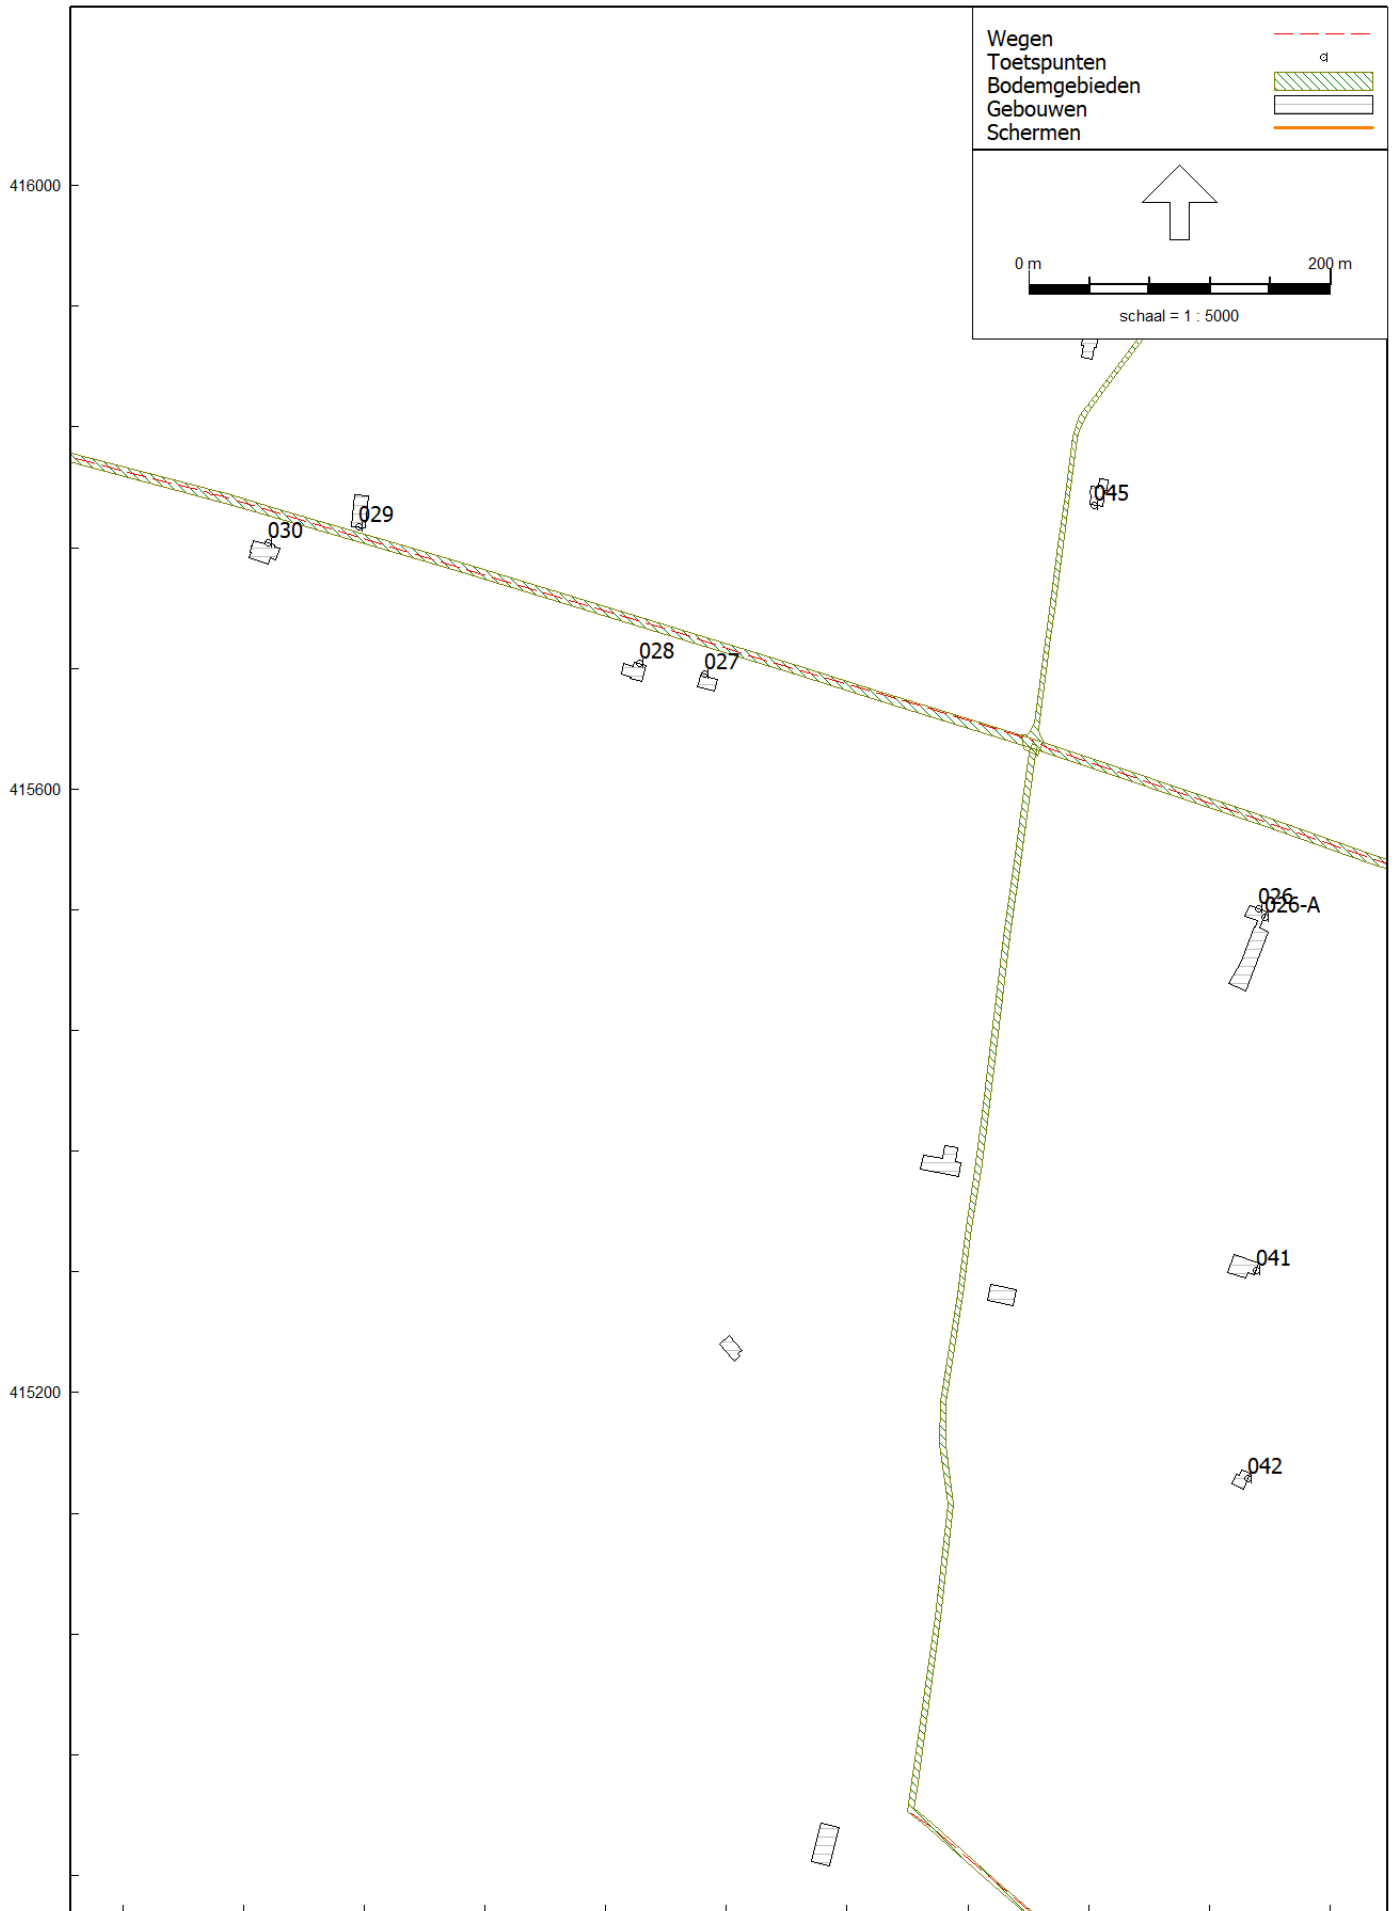 Wegen
Toetspunten
Bodemgebieden
Gebouwen
Schermen
0 m
200 m
schaal = 1 : 5000
416000
045
029
030
028
027
415600
026
026-A
041
415200
042